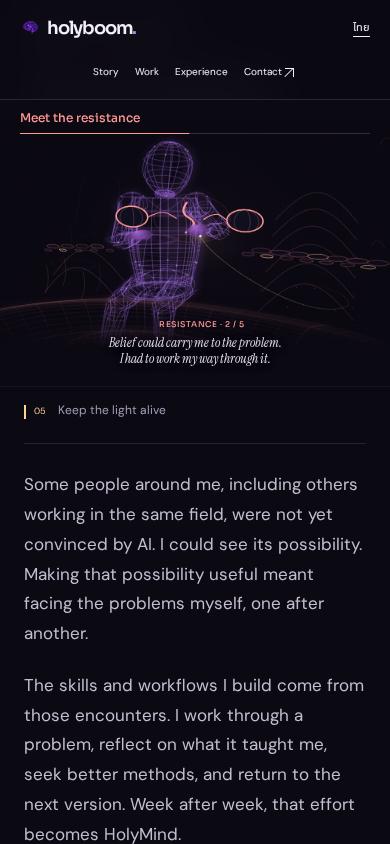 holyboom.
ไทย
Story Work Experience Contact
Meet the resistance
RESISTANCE · 2 / 5
Belief could carry me to the problem.
I had to work my way through it.
05 Keep the light alive
Some people around me, including others
working in the same field, were not yet
convinced by AI. I could see its possibility.
Making that possibility useful meant
facing the problems myself, one after
another.
The skills and workflows I build come from
those encounters. I work through a
problem, reflect on what it taught me,
seek better methods, and return to the
next version. Week after week, that effort
becomes HolyMind.